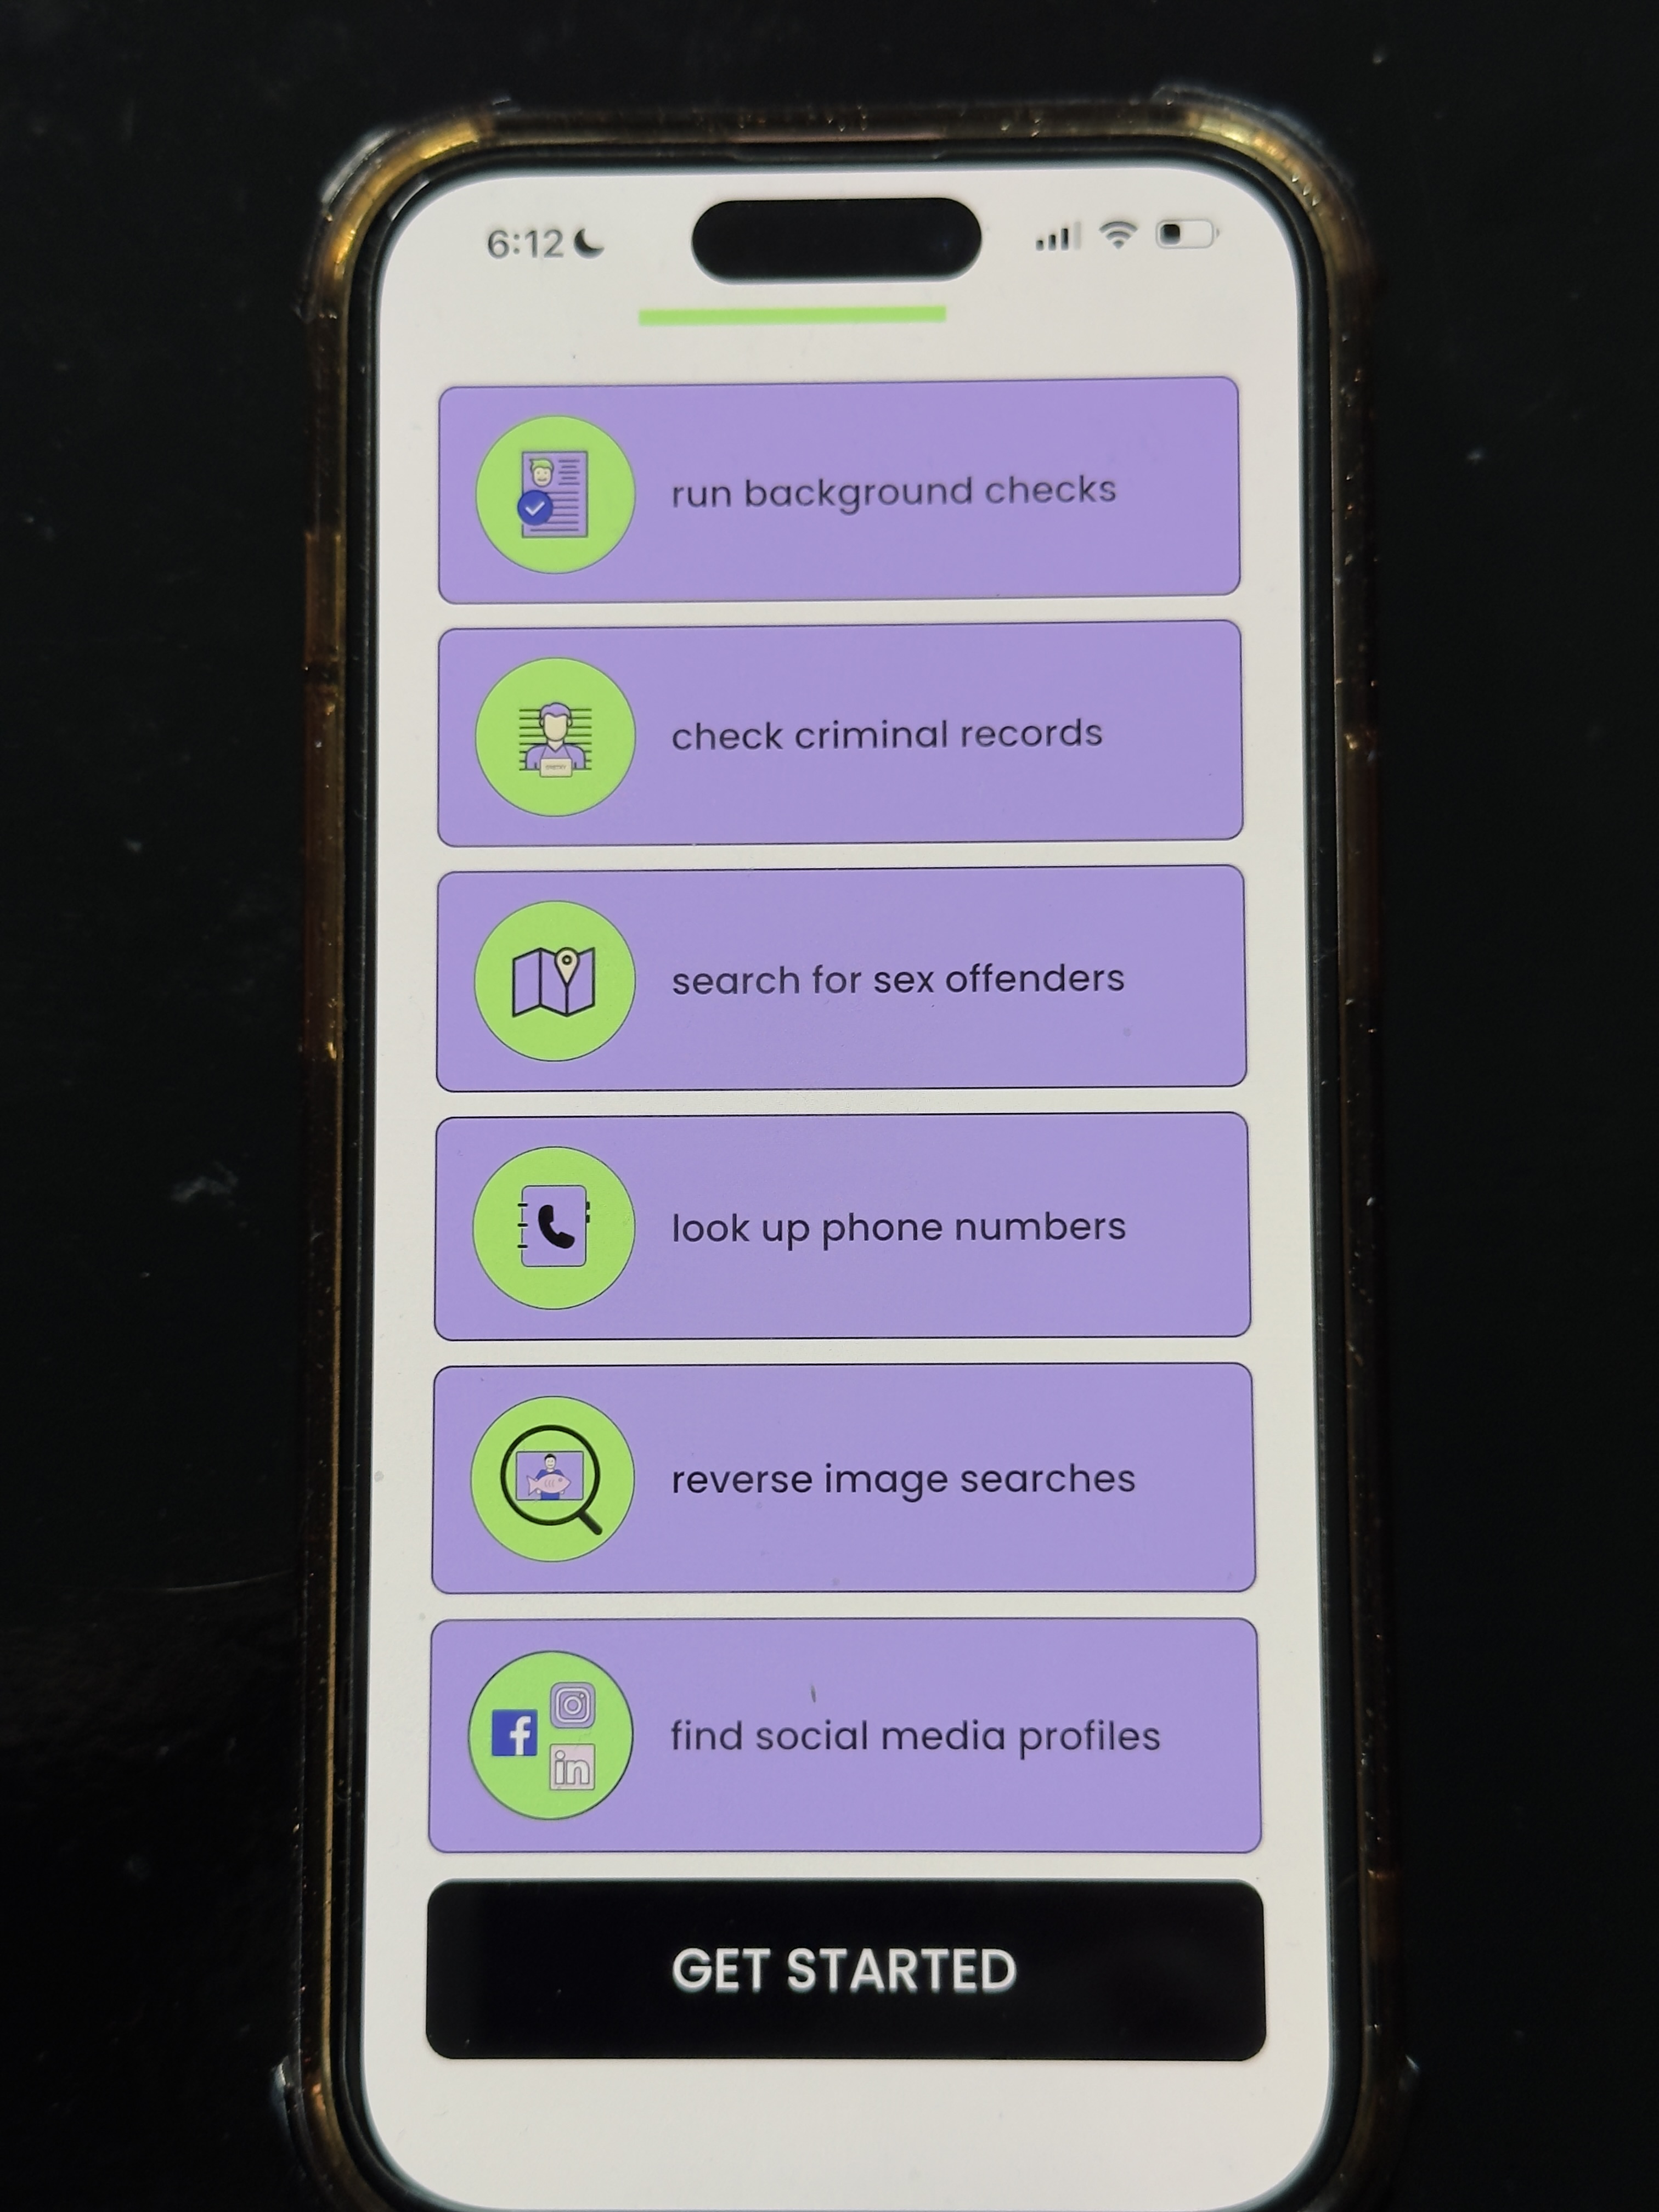 6:12
run background checks
check criminal records
search for sex offenders
look up phone numbers
reverse image searches
f
in
find social media profiles
GET STARTED